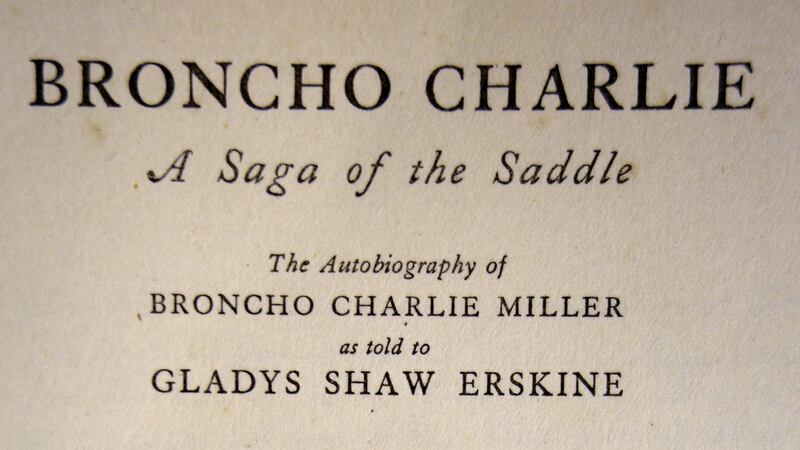 BRONCHO CHARLIE
A Saga of the Saddle
The Autobiography of
BRONCHO CHARLIE MILLER
as told to
GLADYS SHAW ERSKINE